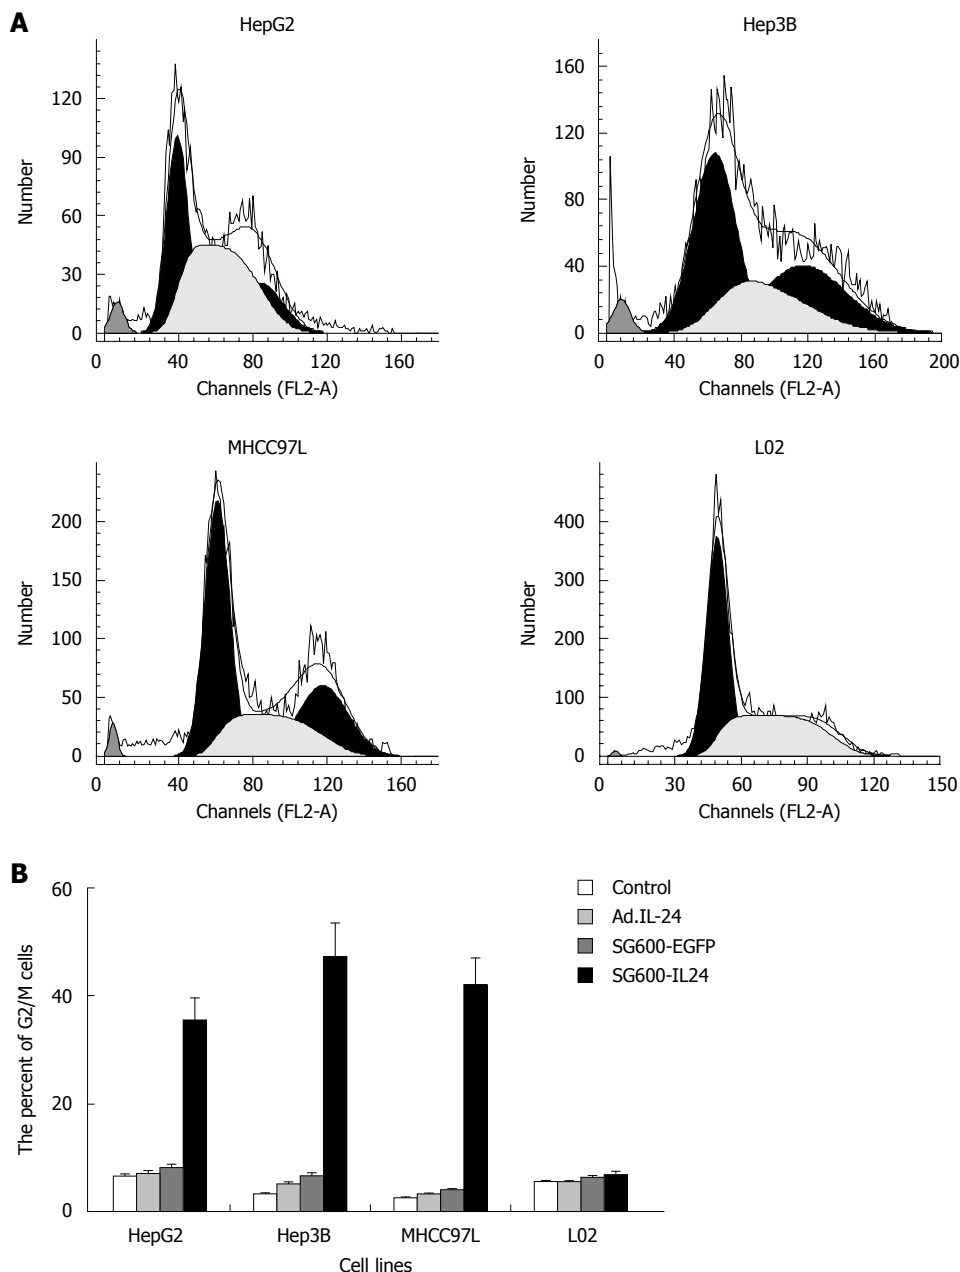 A
HepG2
Number
120
90
60
30
0
0 40 80 120 160
Channels (FL2-A)
Hep3B
Number
160
120
80
40
0
0 40 80 120 160 200
Channels (FL2-A)
MHCC97L
Number
200
150
100
50
0
0 40 80 120 160
Channels (FL2-A)
L02
Number
400
300
200
100
0
0 30 60 90 120 150
Channels (FL2-A)
B
The percent of G2/M cells
60
40
20
0
HepG2 Hep3B MHCC97L L02
Cell lines
Control
Ad.IL-24
SG600-EGFP
SG600-IL24